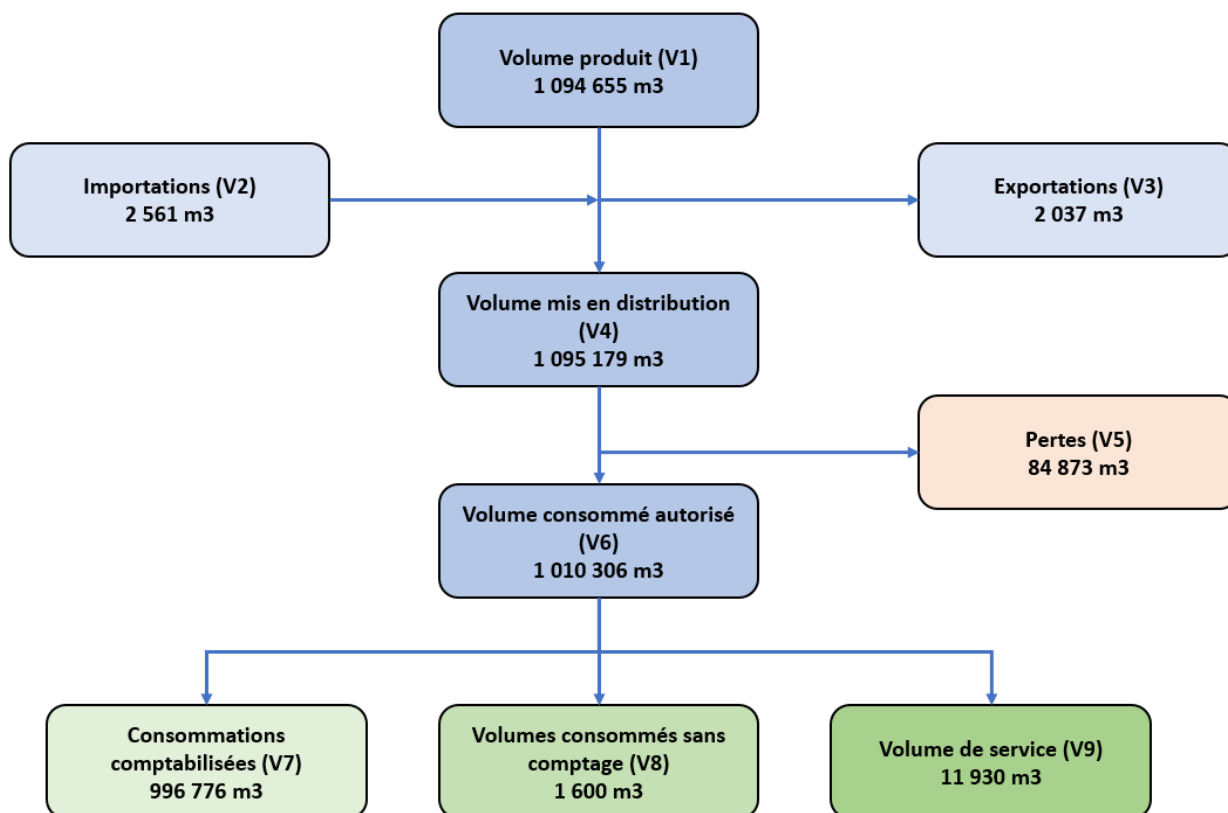 Volume produit (V1)
1 094 655 m3
Importations (V2)
2 561 m3
Exportations (V3)
2 037 m3
Volume mis en distribution
(V4)
1 095 179 m3
Pertes (V5)
84 873 m3
Volume consommé autorisé
(V6)
1 010 306 m3
Consommations
comptabilisées (V7)
996 776 m3
Volumes consommés sans
comptage (V8)
1 600 m3
Volume de service (V9)
11 930 m3